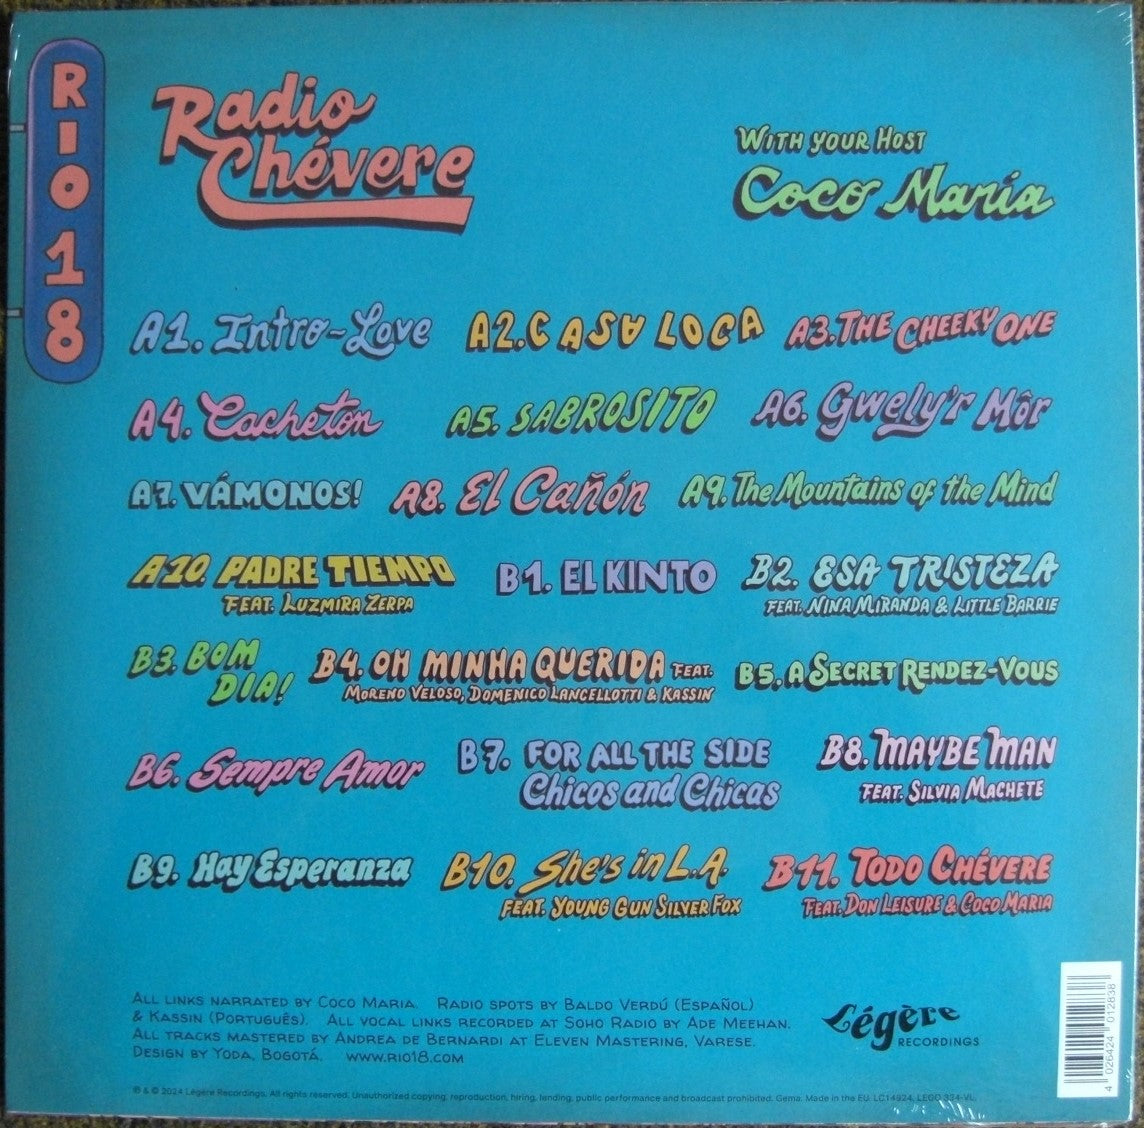 RIO 18
Radio
Chévere
WITH YOUR HOST
Coco María
A1. Intro-Love
A2. CASA LOCA
A3. THE CHEEKY ONE
A4. Cachetón
A5. SABROSITO
A6. Gwely'r Môr
A7. VÁMONOS!
A8. El Cañón
A9. The Mountains of the Mind
A10. PADRE TIEMPO
FEAT. LUZMIRA ZERPA
B1. EL KINTO
B2. ESA TRISTEZA
FEAT. NINA MIRANDA & LITTLE BARRIE
B3. BOM
DIA!
B4. OH MINHA QUERIDA FEAT.
MORENO VELOSO, DOMENICO LANCELLOTTI & KASSIN
B5. A SECRET RENDEZ-VOUS
B6. Sempre Amor
B7. FOR ALL THE SIDE
Chicos and Chicas
B8. MAYBE MAN
FEAT. SILVIA MACHETE
B9. Hay Esperanza
B10. She's in L.A.
FEAT. YOUNG GUN SILVER FOX
B11. TODO CHÉVERE
FEAT. DON LEISURE & COCO MARIA
ALL LINKS NARRATED BY COCO MARIA. RADIO SPOTS BY BALDO VERDÚ (ESPAÑOL)
& KASSIN (PORTUGUÊS). ALL VOCAL LINKS RECORDED AT SOHO RADIO BY ADE MEEHAN.
ALL TRACKS MASTERED BY ANDREA DE BERNARDI AT ELEVEN MASTERING, VARESE.
DESIGN BY YODA, BOGOTÁ. WWW.RIO18.COM
Légère
RECORDINGS
4 026424 012838
℗ & © 2024 Légère Recordings. All rights reserved. Unauthorized copying, reproduction, hiring, lending, public performance and broadcast prohibited. Gema. Made in the EU. LC14924. LEGO 334-VL.